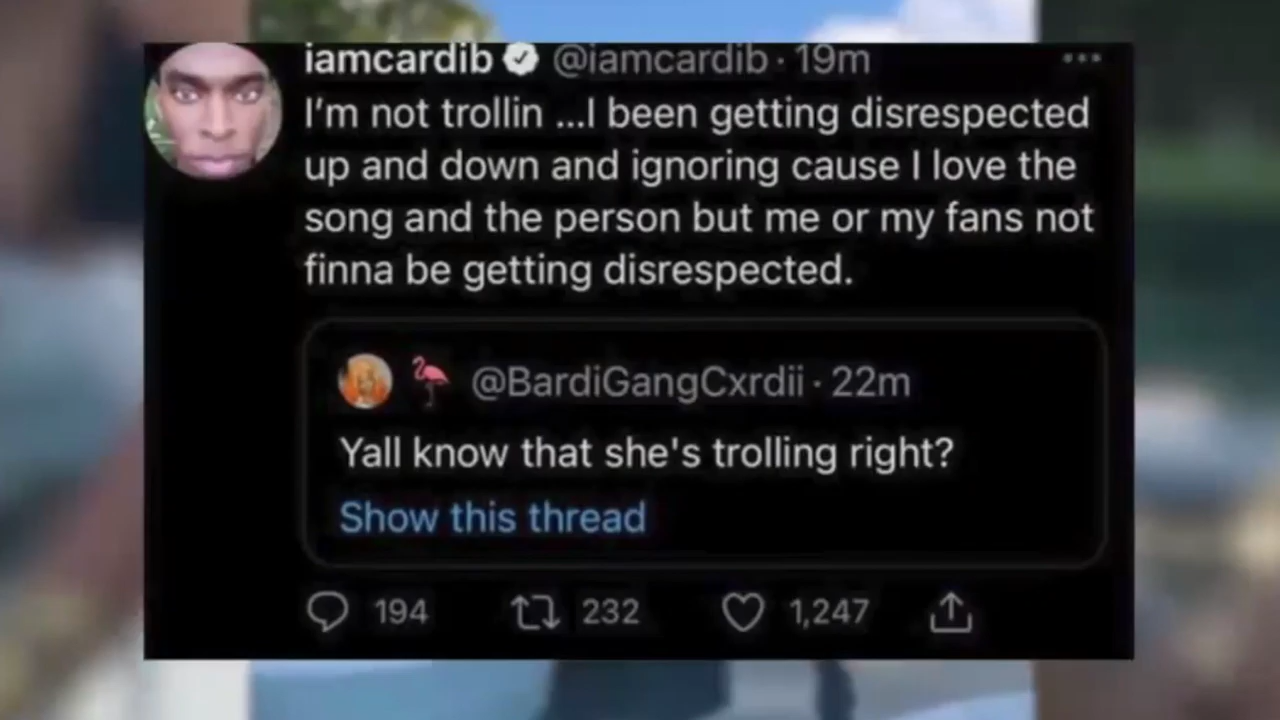 iamcardib @iamcardib · 19m
I'm not trollin ...I been getting disrespected
up and down and ignoring cause I love the
song and the person but me or my fans not
finna be getting disrespected.
🦩 @BardiGangCxrdii · 22m
Yall know that she's trolling right?
Show this thread
194 232 1,247